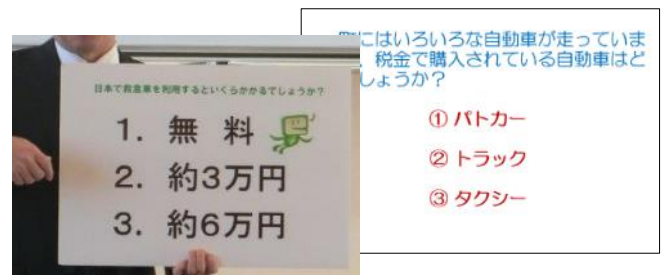 日本で救急車を利用するといくらかかるでしょうか？
1. 無 料
2. 約3万円
3. 約6万円
にはいろいろな自動車が走っていま
税金で購入されている自動車はど
しょうか？
① パトカー
② トラック
③ タクシー